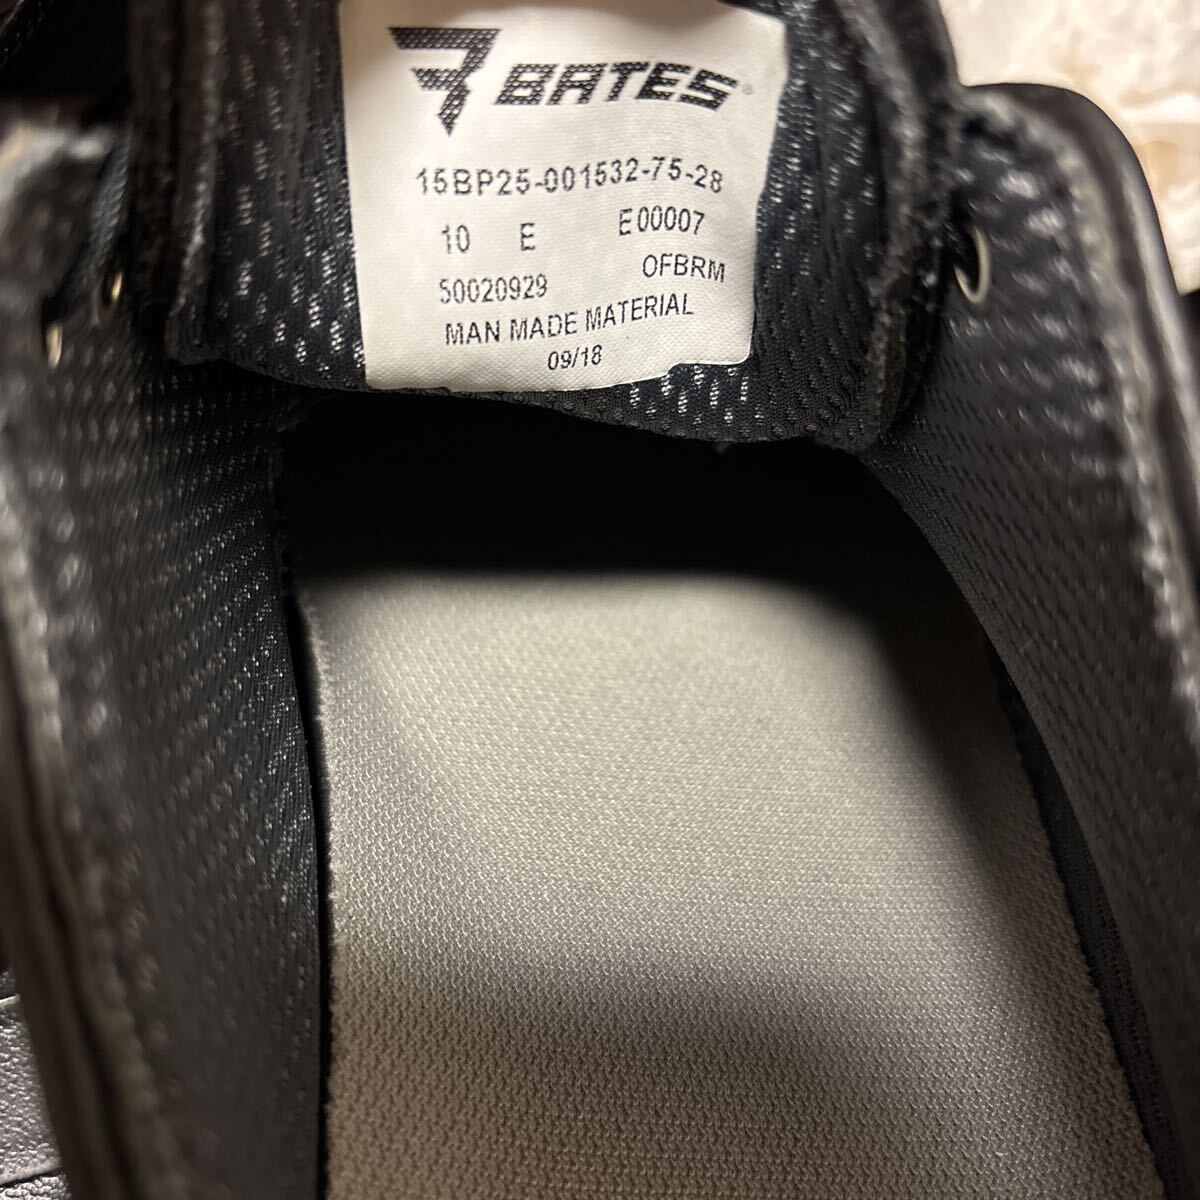 BATES
15BP25-001532-75-28
10 E E00007
50020929 OFBRM
MAN MADE MATERIAL
09/18